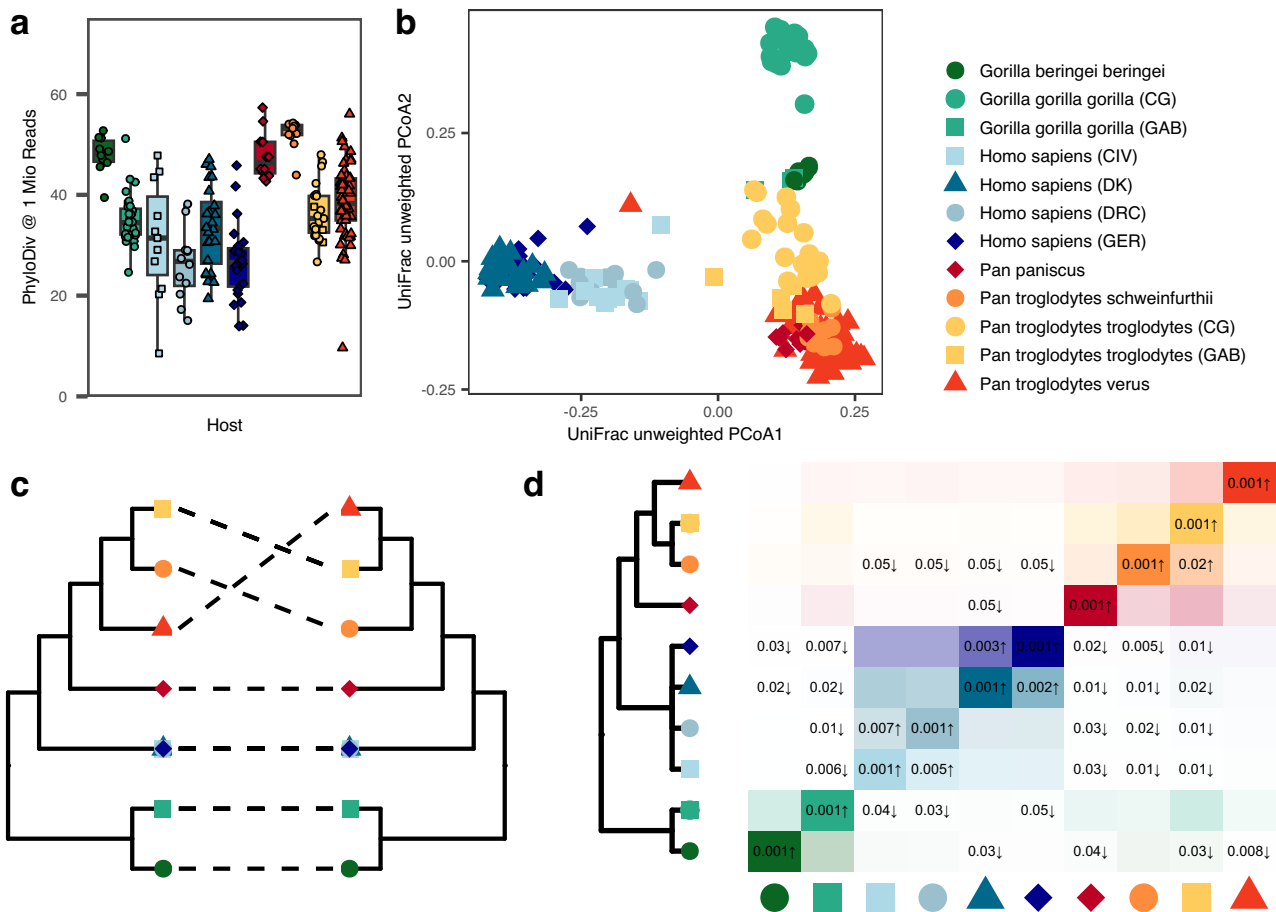 a
PhyloDiv @ 1 Mio Reads
60
40
20
0
Host
b
UniFrac unweighted PCoA2
0.25
0.00
-0.25
-0.25 0.00 0.25
UniFrac unweighted PCoA1
Gorilla beringei beringei
Gorilla gorilla gorilla (CG)
Gorilla gorilla gorilla (GAB)
Homo sapiens (CIV)
Homo sapiens (DK)
Homo sapiens (DRC)
Homo sapiens (GER)
Pan paniscus
Pan troglodytes schweinfurthii
Pan troglodytes troglodytes (CG)
Pan troglodytes troglodytes (GAB)
Pan troglodytes verus
c
d
0.001↑
0.001↑
0.05↓ 0.05↓ 0.05↓ 0.05↓ 0.001↑ 0.02↑
0.05↓ 0.001↑
0.03↓ 0.007↓ 0.003↑ 0.001↑ 0.02↓ 0.005↓ 0.01↓
0.02↓ 0.02↓ 0.001↑ 0.002↑ 0.01↓ 0.01↓ 0.02↓
0.01↓ 0.007↑ 0.001↑ 0.03↓ 0.02↓ 0.01↓
0.006↓ 0.001↑ 0.005↑ 0.03↓ 0.01↓ 0.01↓
0.001↑ 0.04↓ 0.03↓ 0.05↓
0.001↑ 0.03↓ 0.04↓ 0.03↓ 0.008↓